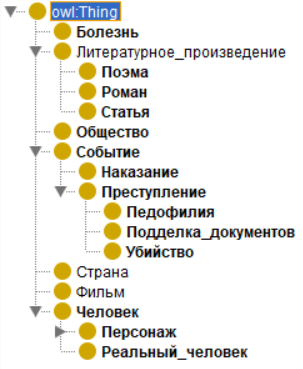 owl:Thing
Болезнь
Литературное_произведение
Поэма
Роман
Статья
Общество
Событие
Наказание
Преступление
Педофилия
Подделка_документов
Убийство
Страна
Фильм
Человек
Персонаж
Реальный_человек